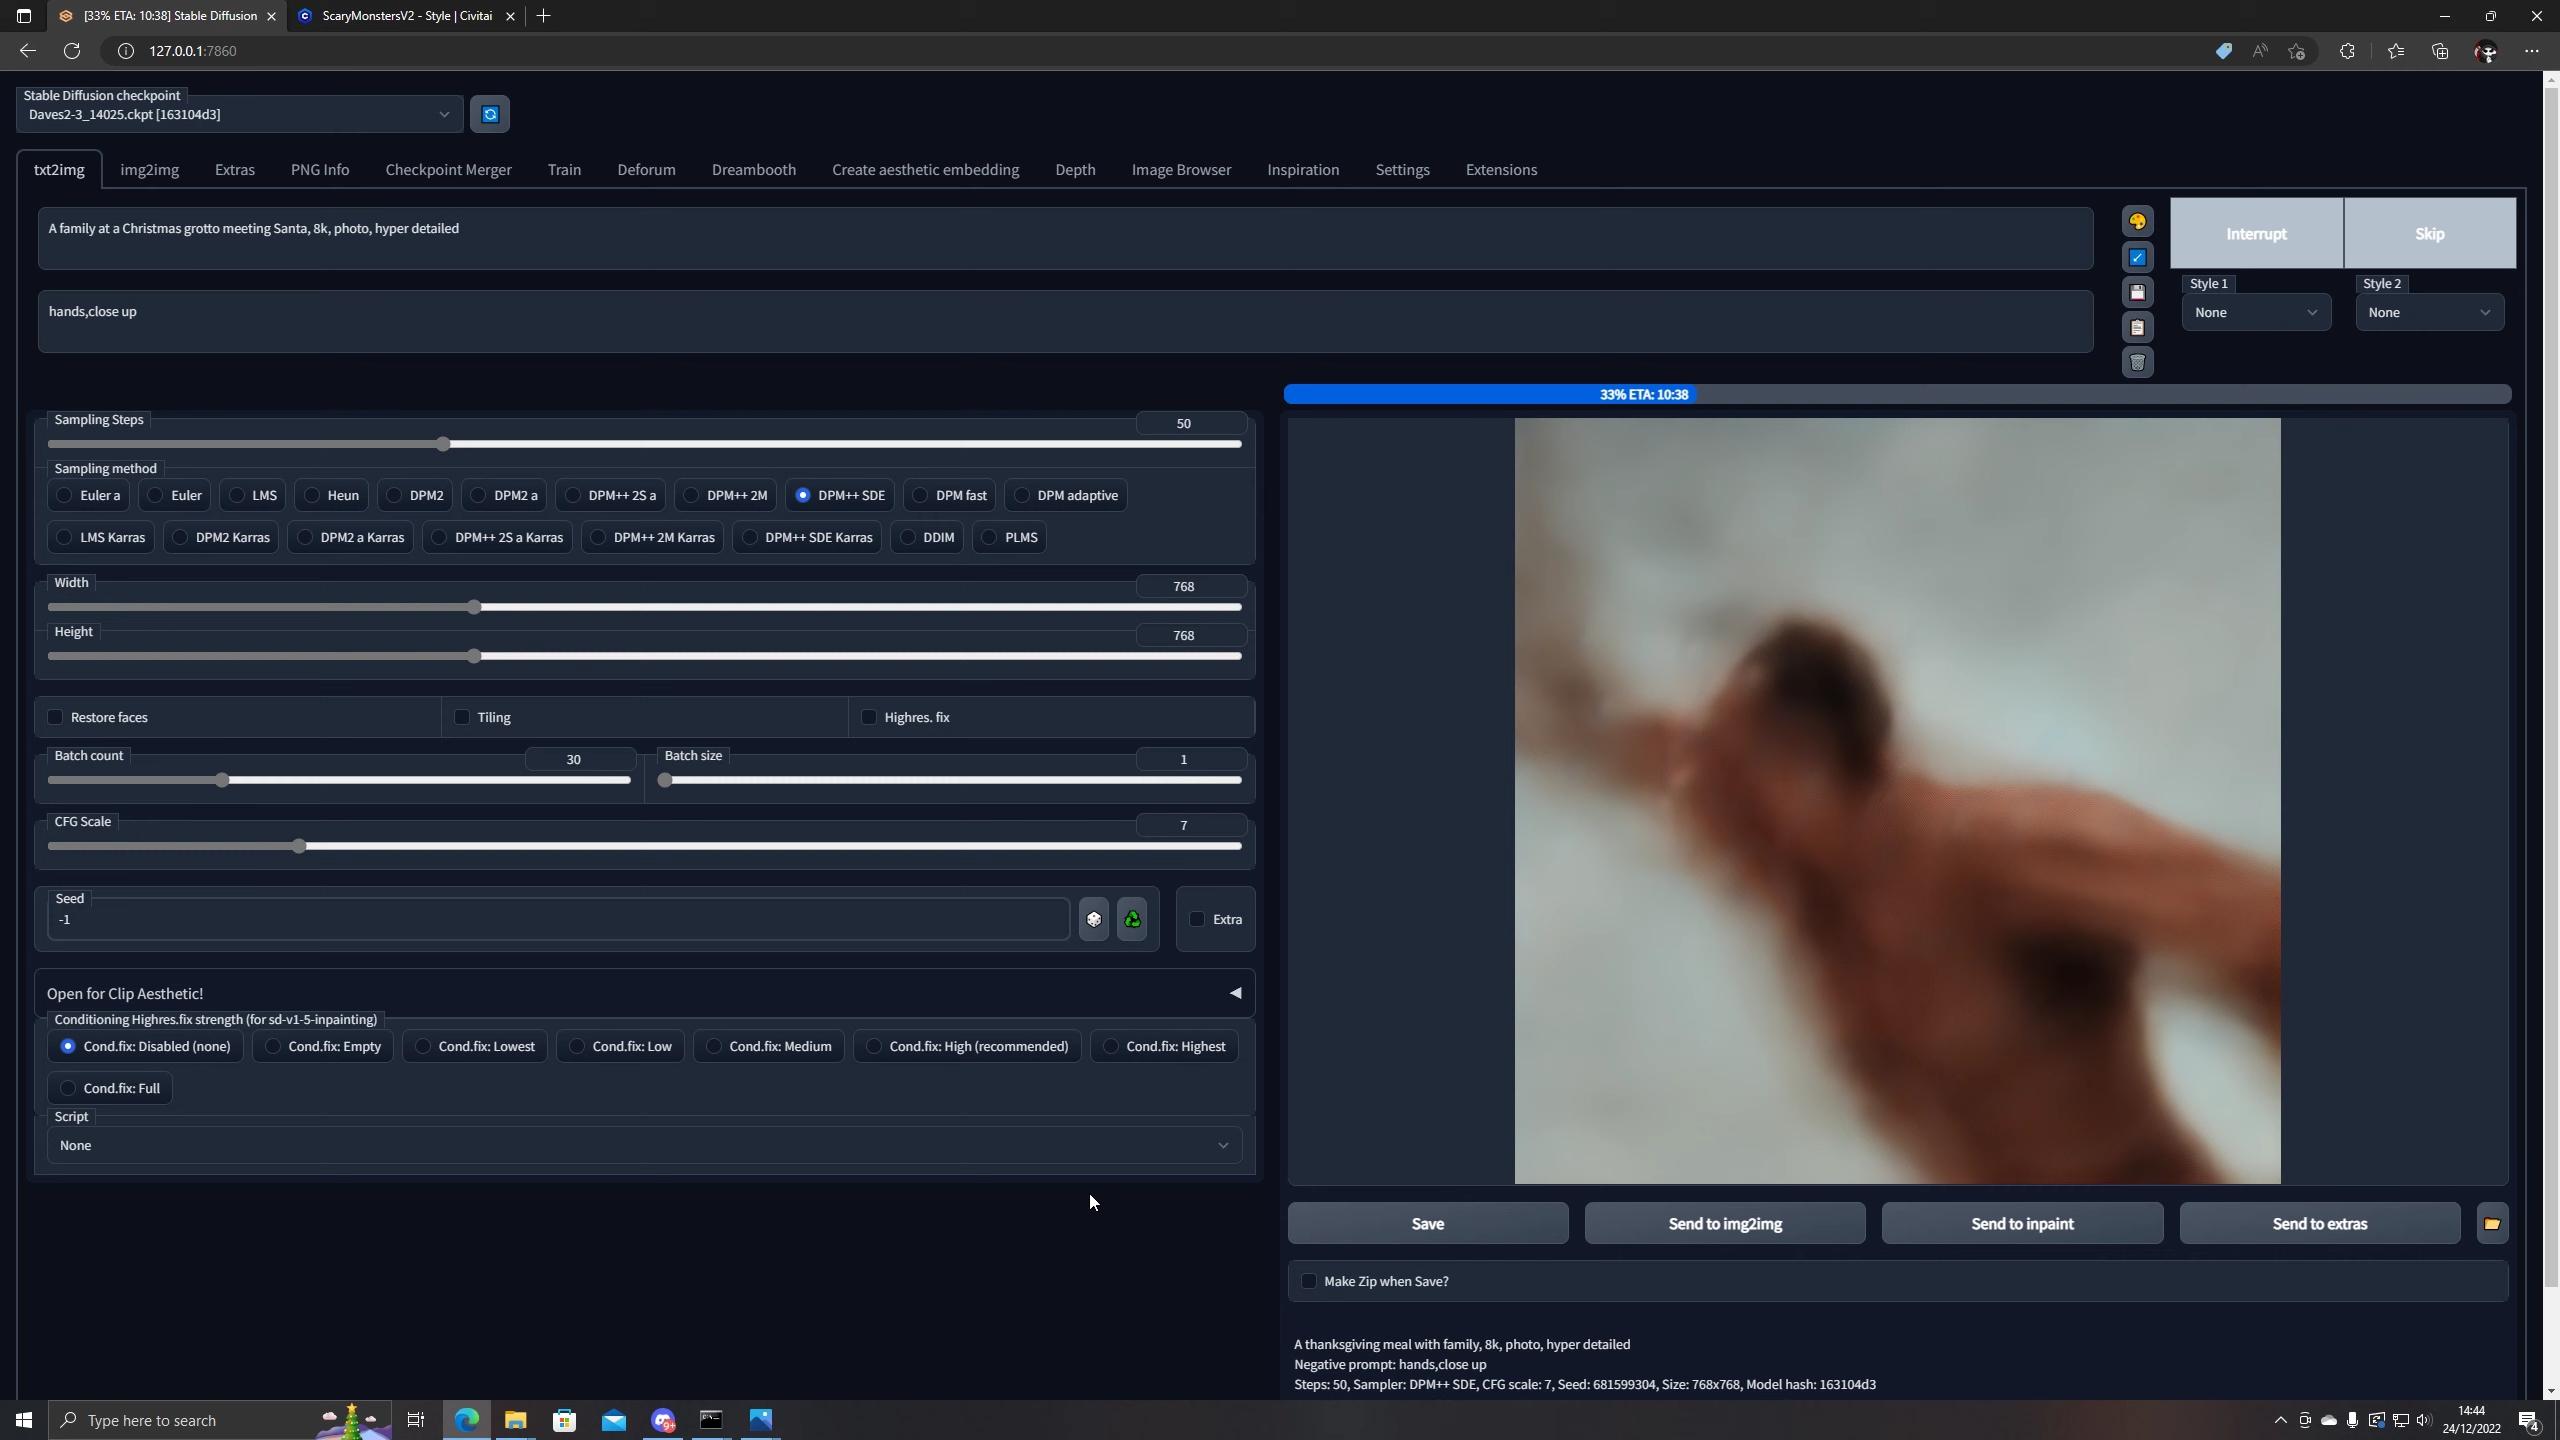 [33% ETA: 10:38] Stable Diffusion
ScaryMonstersV2 - Style | Civitai
127.0.0.1:7860
Stable Diffusion checkpoint
Daves2-3_14025.ckpt [163104d3]
txt2img img2img Extras PNG Info Checkpoint Merger Train Deforum Dreambooth Create aesthetic embedding Depth Image Browser Inspiration Settings Extensions
A family at a Christmas grotto meeting Santa, 8k, photo, hyper detailed
Interrupt Skip
Style 1 Style 2
None None
hands,close up
33% ETA: 10:38
Sampling Steps 50
Sampling method
Euler a Euler LMS Heun DPM2 DPM2 a DPM++ 2S a DPM++ 2M DPM++ SDE DPM fast DPM adaptive
LMS Karras DPM2 Karras DPM2 a Karras DPM++ 2S a Karras DPM++ 2M Karras DPM++ SDE Karras DDIM PLMS
Width 768
Height 768
Restore faces Tiling Highres. fix
Batch count 30 Batch size 1
CFG Scale 7
Seed
-1
Extra
Open for Clip Aesthetic!
Conditioning Highres.fix strength (for sd-v1-5-inpainting)
Cond.fix: Disabled (none) Cond.fix: Empty Cond.fix: Lowest Cond.fix: Low Cond.fix: Medium Cond.fix: High (recommended) Cond.fix: Highest
Cond.fix: Full
Script
None
Save Send to img2img Send to inpaint Send to extras
Make Zip when Save?
A thanksgiving meal with family, 8k, photo, hyper detailed
Negative prompt: hands,close up
Steps: 50, Sampler: DPM++ SDE, CFG scale: 7, Seed: 681599304, Size: 768x768, Model hash: 163104d3
Type here to search
9+
14:44
24/12/2022
4